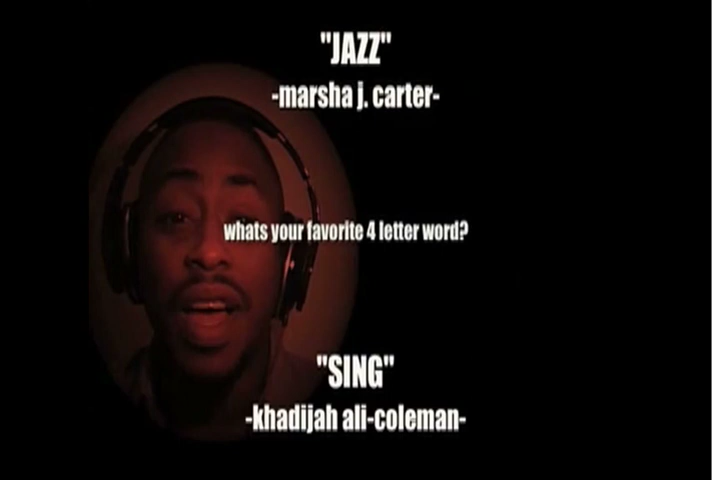 "JAZZ"
-marsha j. carter-
whats your favorite 4 letter word?
"SING"
-khadijah ali-coleman-